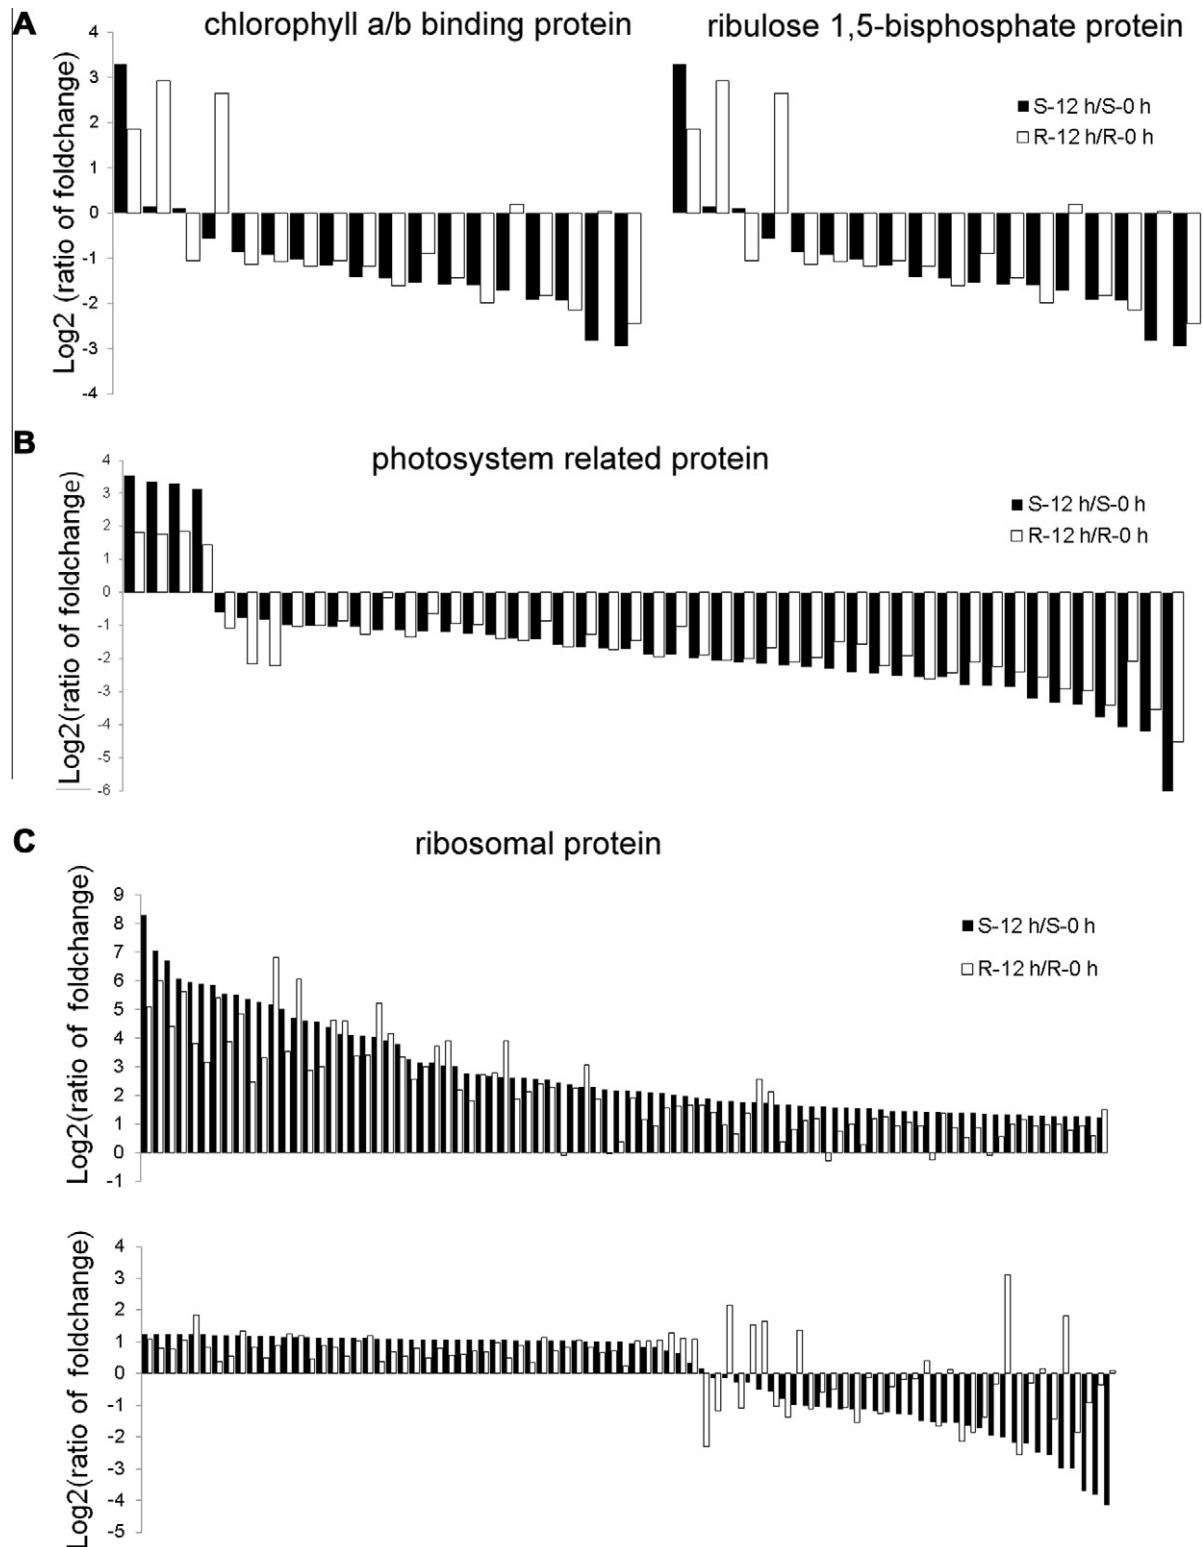 A
chlorophyll a/b binding protein
ribulose 1,5-bisphosphate protein
Log2 (ratio of foldchange)
4
3
2
1
0
-1
-2
-3
-4
S-12 h/S-0 h
R-12 h/R-0 h
B
photosystem related protein
Log2(ratio of foldchange)
4
3
2
1
0
-1
-2
-3
-4
-5
-6
S-12 h/S-0 h
R-12 h/R-0 h
C
ribosomal protein
Log2(ratio of foldchange)
9
8
7
6
5
4
3
2
1
0
-1
S-12 h/S-0 h
R-12 h/R-0 h
Log2(ratio of foldchange)
4
3
2
1
0
-1
-2
-3
-4
-5